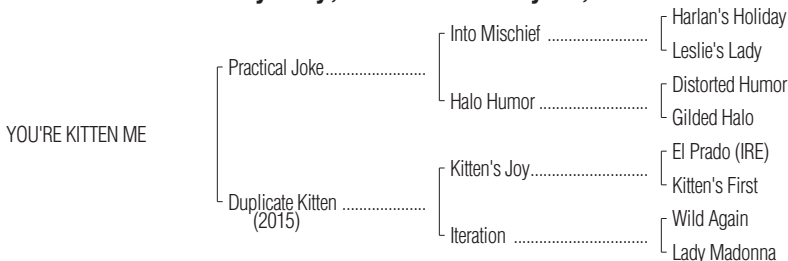 Harlan's Holiday
Into Mischief ........................
Leslie's Lady
Practical Joke........................
Distorted Humor
Halo Humor ..........................
Gilded Halo
YOU'RE KITTEN ME
El Prado (IRE)
Kitten's Joy............................
Kitten's First
Duplicate Kitten ....................
(2015)
Wild Again
Iteration ................................
Lady Madonna